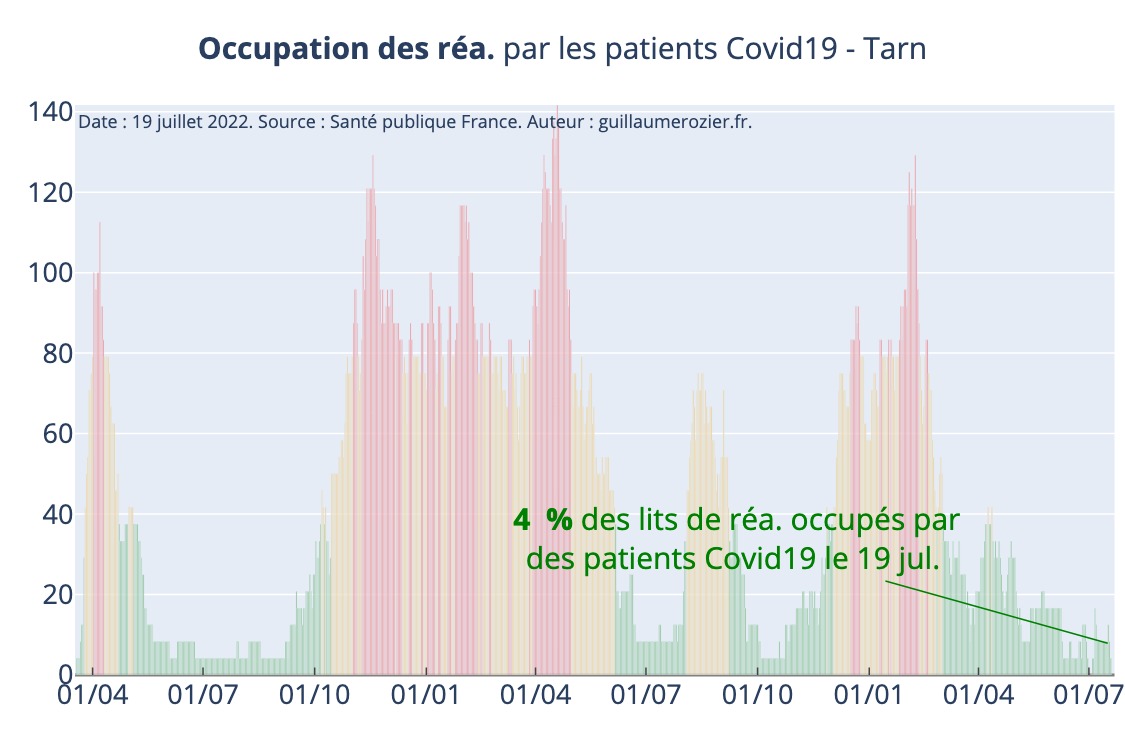 Occupation des réa. par les patients Covid19 - Tarn
140
Date : 19 juillet 2022. Source : Santé publique France. Auteur : guillaumerozier.fr.
120
100
80
60
40
4 % des lits de réa. occupés par
des patients Covid19 le 19 jul.
20
0
01/04 01/07 01/10 01/01 01/04 01/07 01/10 01/01 01/04 01/07